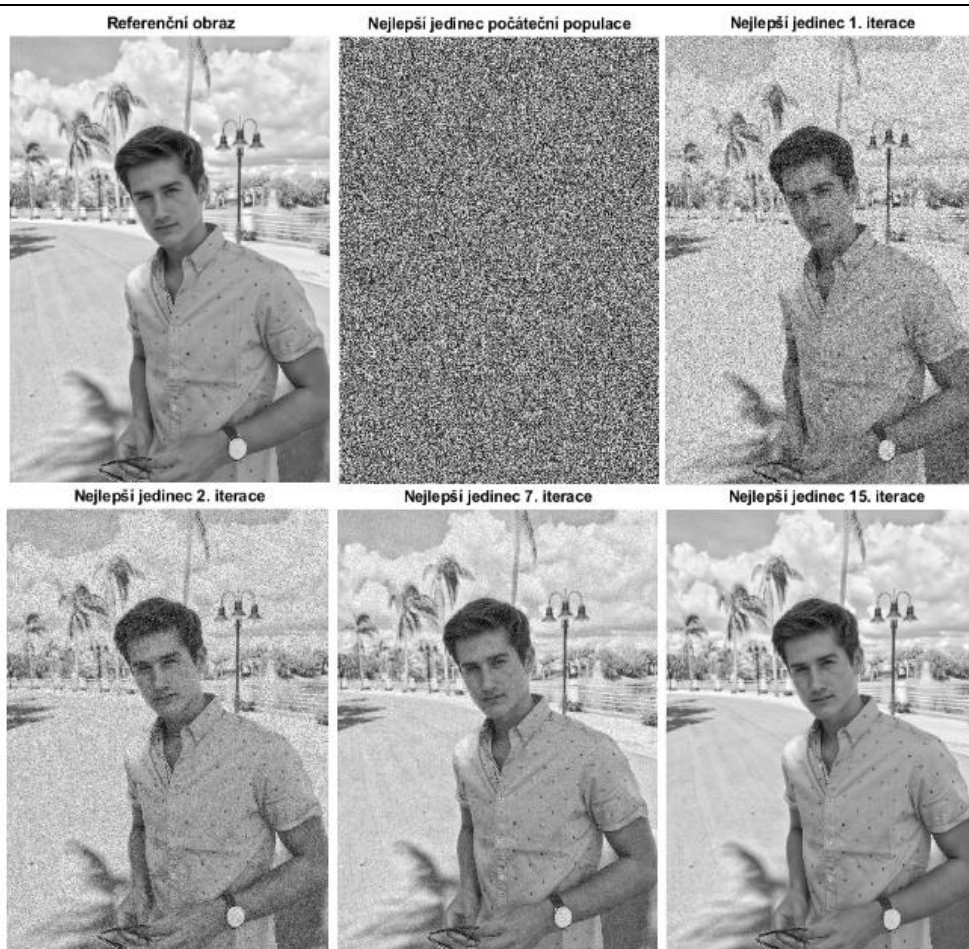 Referenční obraz
Nejlepší jedinec počáteční populace
Nejlepší jedinec 1. iterace
Nejlepší jedinec 2. iterace
Nejlepší jedinec 7. iterace
Nejlepší jedinec 15. iterace